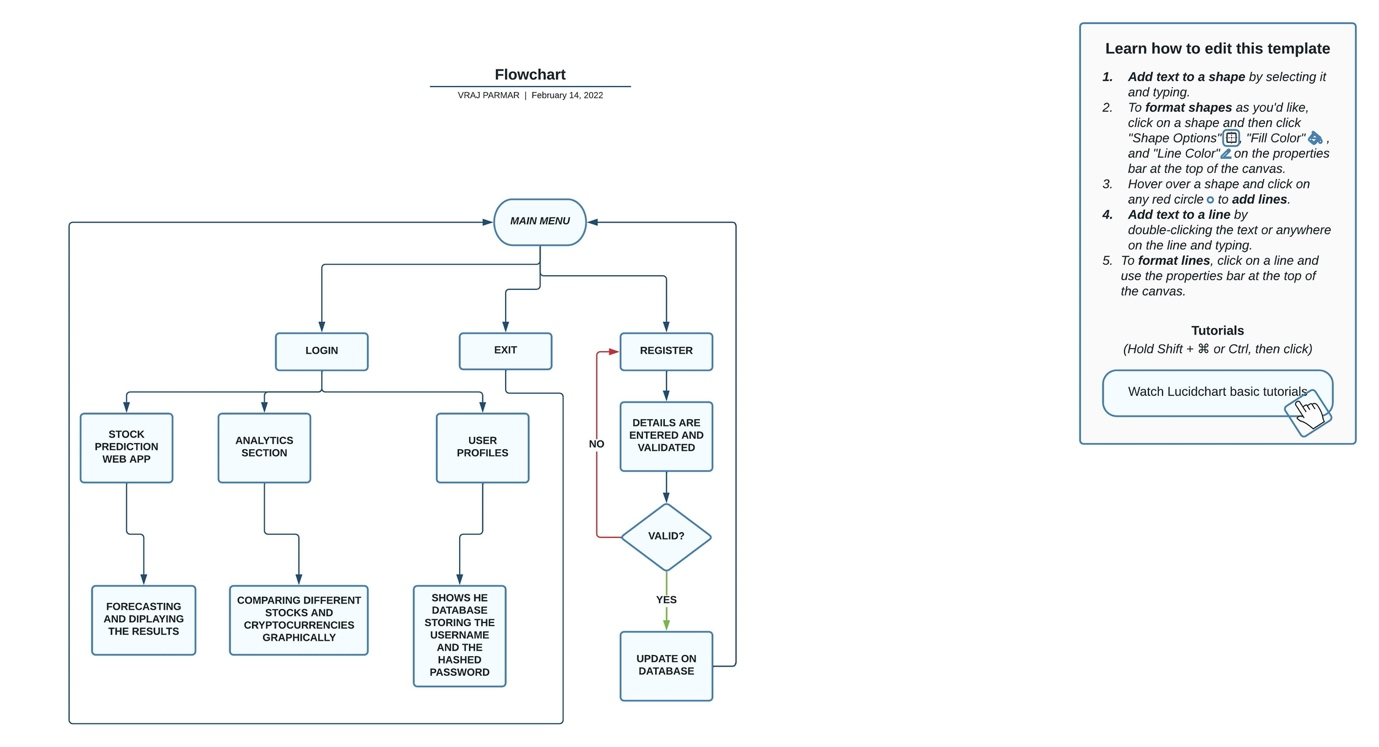 Flowchart
VRAJ PARMAR | February 14, 2022
MAIN MENU
LOGIN
EXIT
REGISTER
STOCK
PREDICTION
WEB APP
ANALYTICS
SECTION
USER
PROFILES
DETAILS ARE
ENTERED AND
VALIDATED
NO
VALID?
YES
FORECASTING
AND DIPLAYING
THE RESULTS
COMPARING DIFFERENT
STOCKS AND
CRYPTOCURRENCIES
GRAPHICALLY
SHOWS HE
DATABASE
STORING THE
USERNAME
AND THE
HASHED
PASSWORD
UPDATE ON
DATABASE
Learn how to edit this template
1. Add text to a shape by selecting it
and typing.
2. To format shapes as you'd like,
click on a shape and then click
"Shape Options" , "Fill Color" ,
and "Line Color" on the properties
bar at the top of the canvas.
3. Hover over a shape and click on
any red circle to add lines.
4. Add text to a line by
double-clicking the text or anywhere
on the line and typing.
5. To format lines, click on a line and
use the properties bar at the top of
the canvas.
Tutorials
(Hold Shift + ⌘ or Ctrl, then click)
Watch Lucidchart basic tutorials